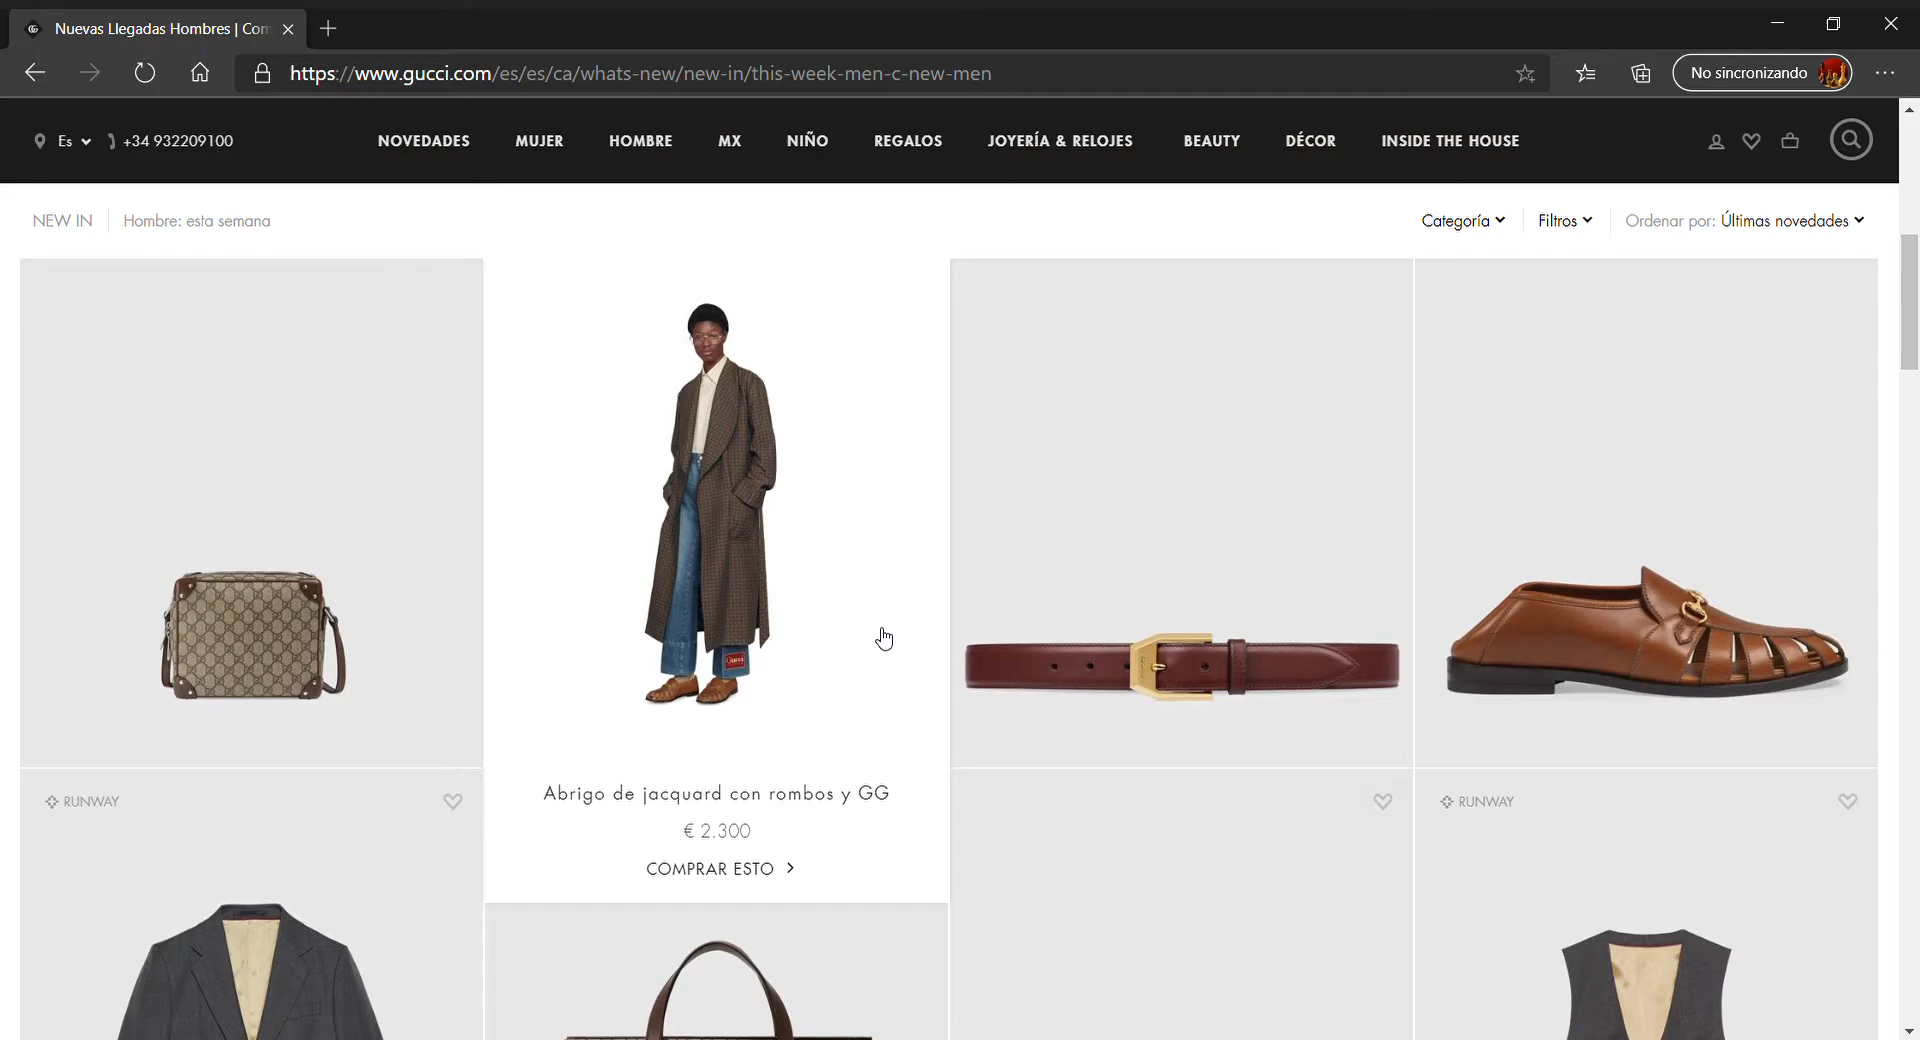 Nuevas Llegadas Hombres | Com
https://www.gucci.com/es/es/ca/whats-new/new-in/this-week-men-c-new-men
No sincronizando
Es
+34 932209100
NOVEDADES
MUJER
HOMBRE
MX
NIÑO
REGALOS
JOYERÍA & RELOJES
BEAUTY
DÉCOR
INSIDE THE HOUSE
NEW IN
Hombre: esta semana
Categoría
Filtros
Ordenar por: Últimas novedades
Gucci
Abrigo de jacquard con rombos y GG
€ 2.300
COMPRAR ESTO
RUNWAY
RUNWAY